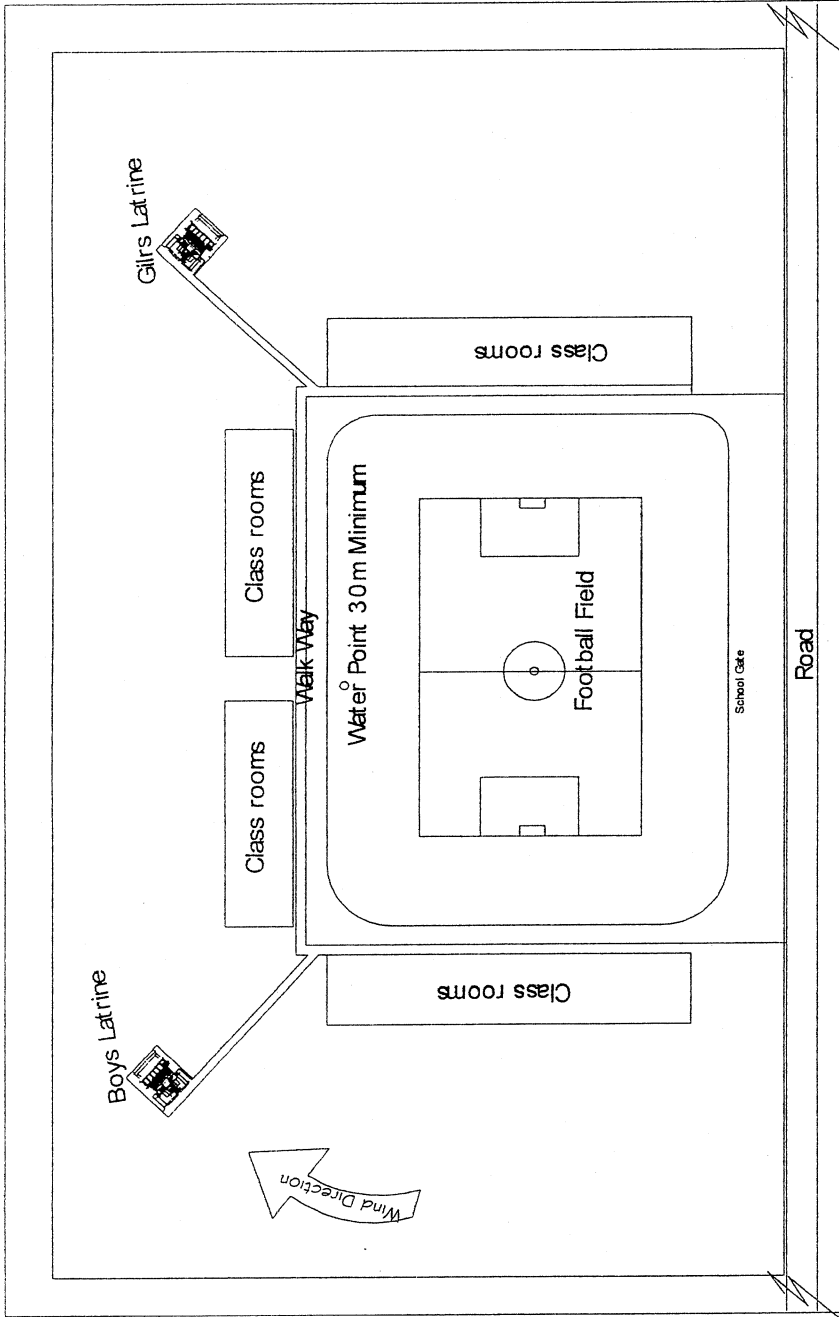 Gilrs Latrine
Class rooms
Class rooms
Walk Way
Water Point 30m Minimum
Football Field
School Gate
Road
Class rooms
Class rooms
Boys Latrine
Wind Direction